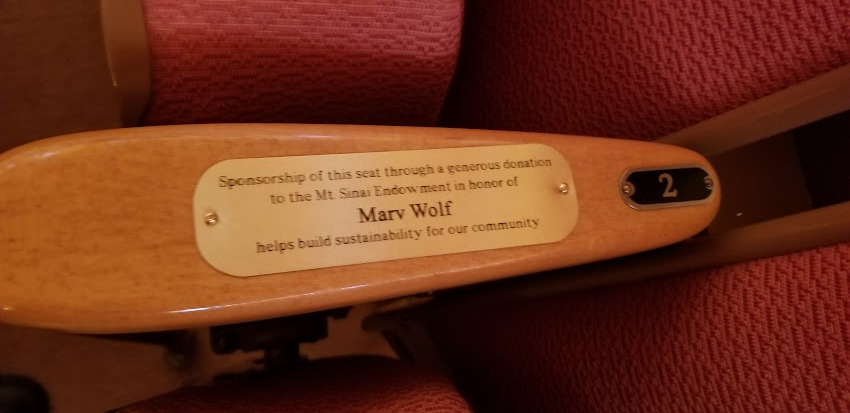 Sponsorship of this seat through a generous donation
to the Mt. Sinai Endowment in honor of
Marv Wolf
helps build sustainability for our community
2